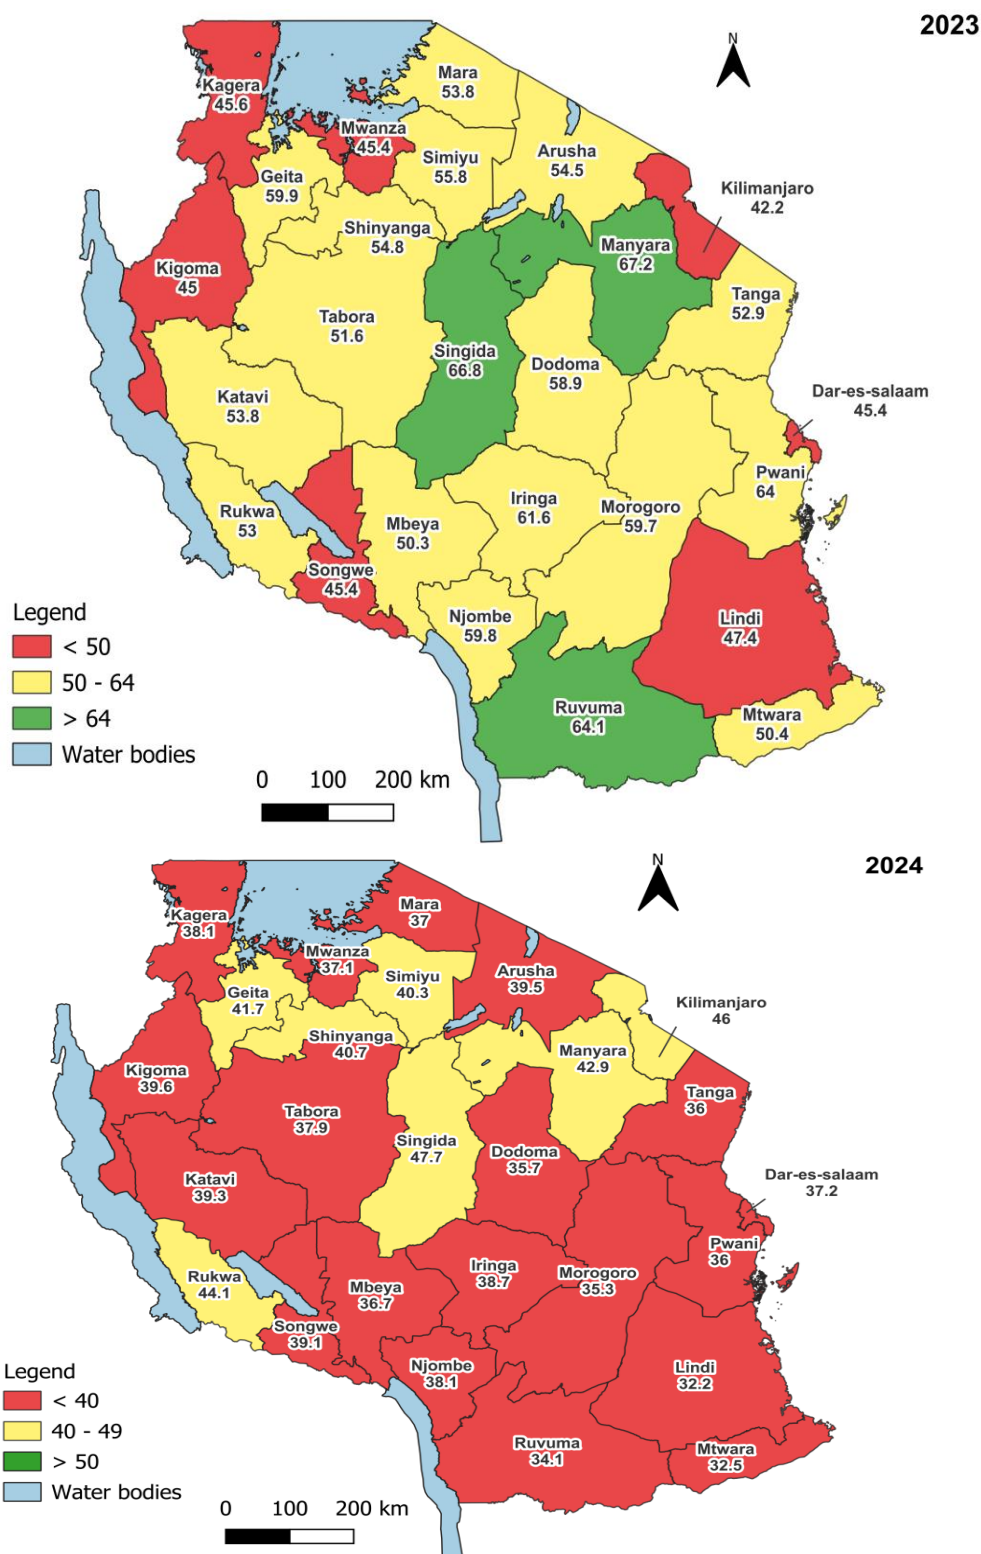 2023
N
Mara
53.8
Kagera
45.6
Mwanza
45.4
Simiyu
55.8
Arusha
54.5
Geita
59.9
Kilimanjaro
42.2
Shinyanga
54.8
Manyara
67.2
Kigoma
45
Tanga
52.9
Tabora
51.6
Singida
66.8
Dodoma
58.9
Katavi
53.8
Dar-es-salaam
45.4
Pwani
64
Rukwa
53
Mbeya
50.3
Iringa
61.6
Morogoro
59.7
Songwe
45.4
Njombe
59.8
Lindi
47.4
Ruvuma
64.1
Mtwara
50.4
Legend
< 50
50 - 64
> 64
Water bodies
0 100 200 km
2024
N
Mara
37
Kagera
38.1
Mwanza
37.1
Simiyu
40.3
Arusha
39.5
Geita
41.7
Kilimanjaro
46
Shinyanga
40.7
Manyara
42.9
Kigoma
39.6
Tanga
36
Tabora
37.9
Singida
47.7
Dodoma
35.7
Katavi
39.3
Dar-es-salaam
37.2
Pwani
36
Rukwa
44.1
Mbeya
36.7
Iringa
38.7
Morogoro
35.3
Songwe
39.1
Njombe
38.1
Lindi
32.2
Ruvuma
34.1
Mtwara
32.5
Legend
< 40
40 - 49
> 50
Water bodies
0 100 200 km